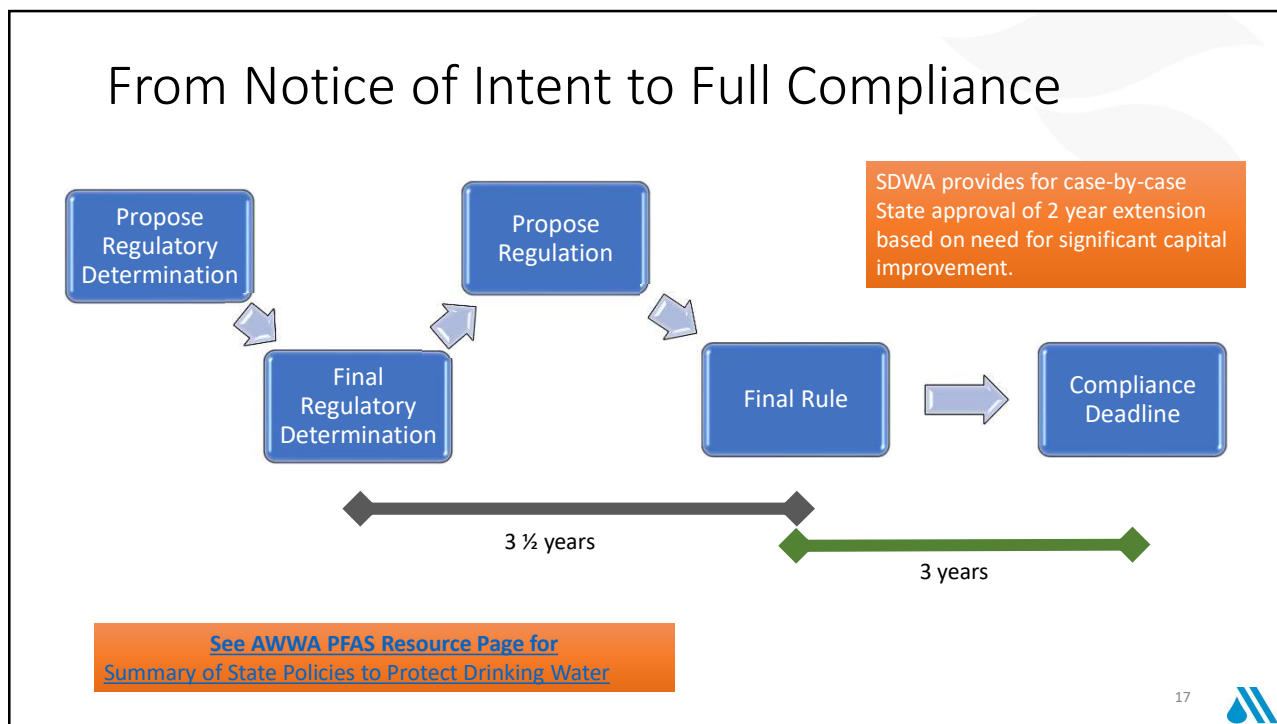 From Notice of Intent to Full Compliance
Propose
Regulatory
Determination
Final
Regulatory
Determination
Propose
Regulation
Final Rule
Compliance
Deadline
SDWA provides for case-by-case
State approval of 2 year extension
based on need for significant capital
improvement.
3 ½ years
3 years
See AWWA PFAS Resource Page for
Summary of State Policies to Protect Drinking Water
17